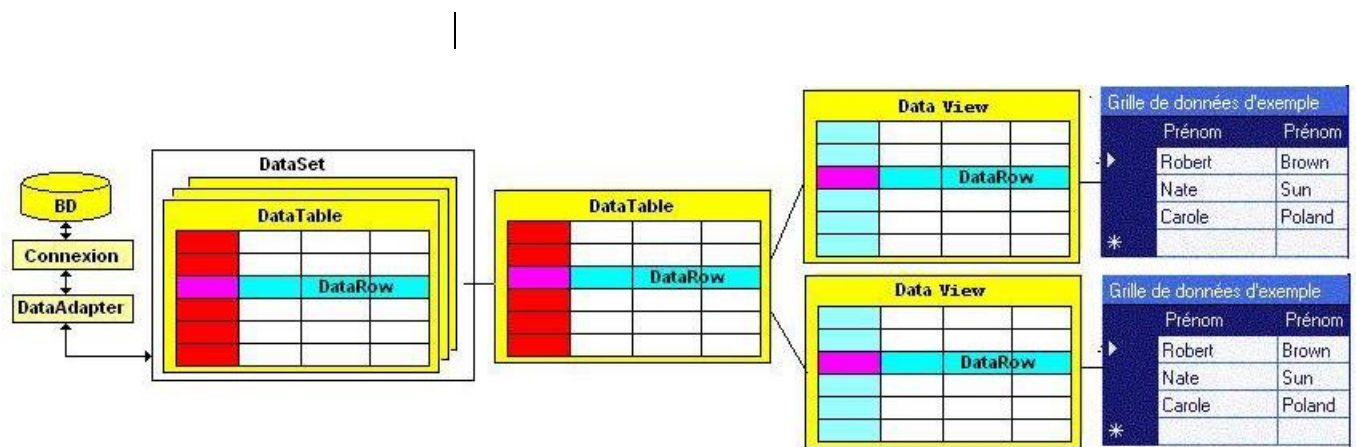 BD
Connexion
DataAdapter
DataSet
DataTable
DataRow
DataTable
DataRow
Data View
DataRow
Grille de données d'exemple
Prénom Prénom
Robert Brown
Nate Sun
Carole Poland
*
Data View
DataRow
Grille de données d'exemple
Prénom Prénom
Robert Brown
Nate Sun
Carole Poland
*